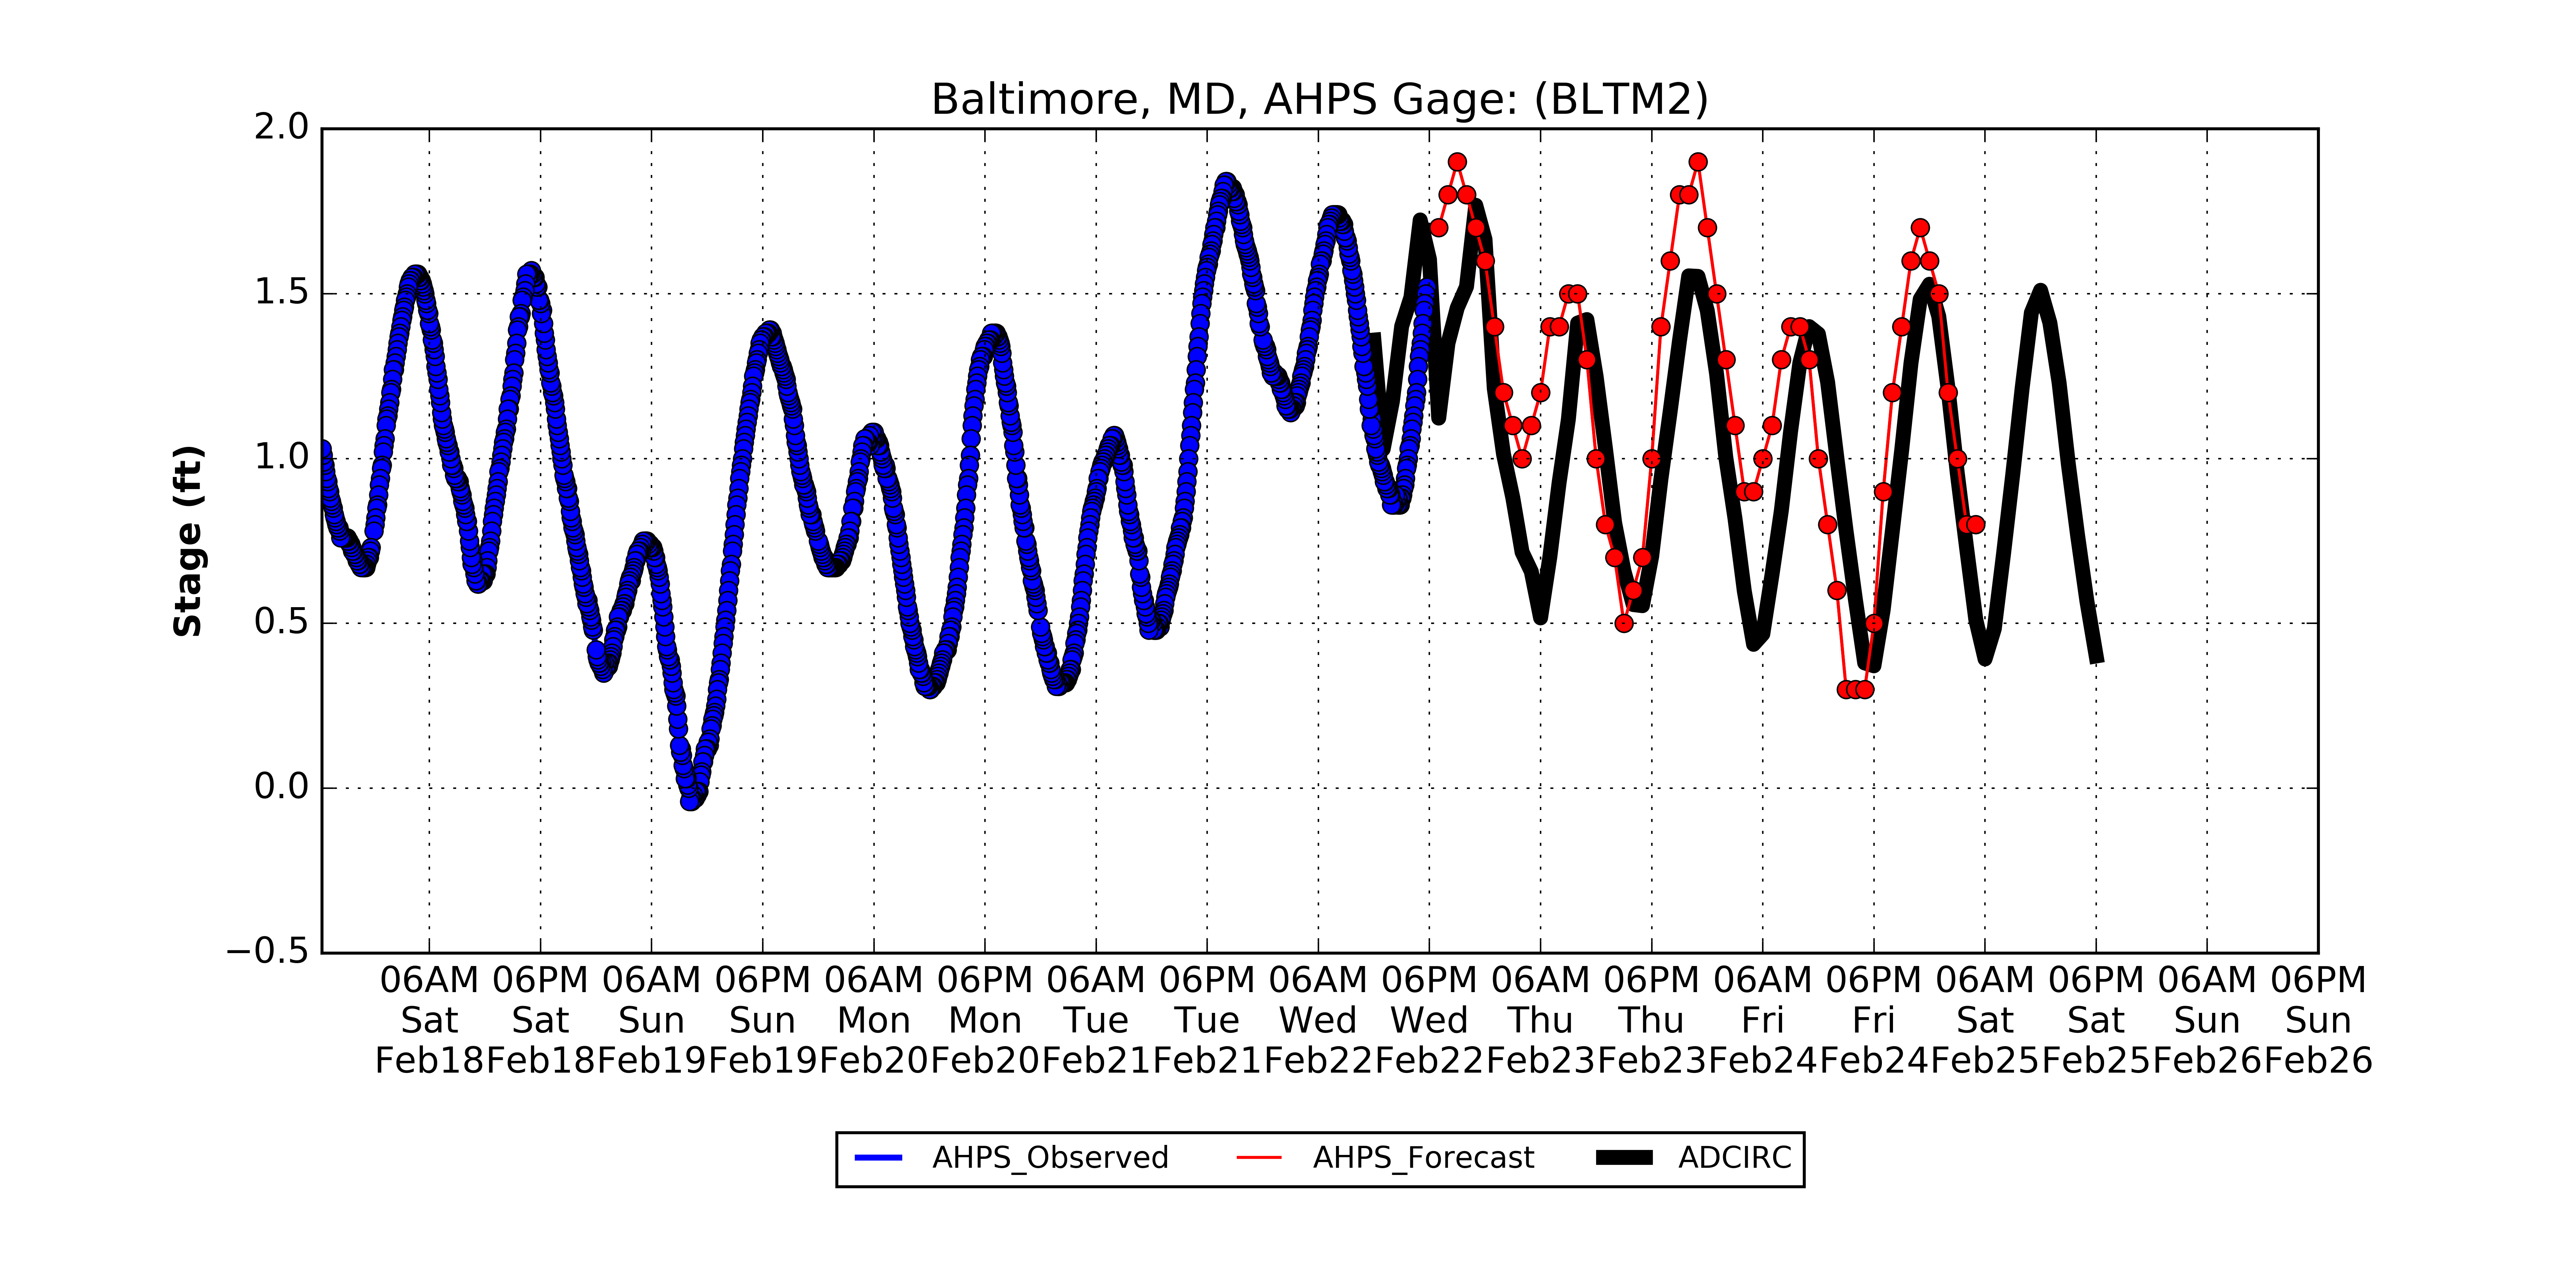 Baltimore, MD, AHPS Gage: (BLTM2)
2.0
1.5
1.0
0.5
0.0
−0.5
Stage (ft)
06AM 06PM 06AM 06PM 06AM 06PM 06AM 06PM 06AM 06PM 06AM 06PM 06AM 06PM 06AM 06PM 06AM 06PM
Sat Sat Sun Sun Mon Mon Tue Tue Wed Wed Thu Thu Fri Fri Sat Sat Sun Sun
Feb18 Feb18 Feb19 Feb19 Feb20 Feb20 Feb21 Feb21 Feb22 Feb22 Feb23 Feb23 Feb24 Feb24 Feb25 Feb25 Feb26 Feb26
AHPS_Observed AHPS_Forecast ADCIRC